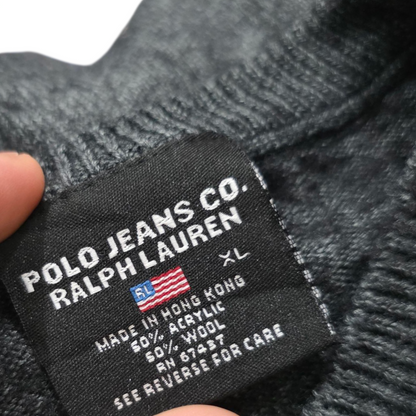 POLO JEANS CO.
RALPH LAUREN
RL
XL
MADE IN HONG KONG
50% ACRYLIC
50% WOOL
RN 67437
SEE REVERSE FOR CARE